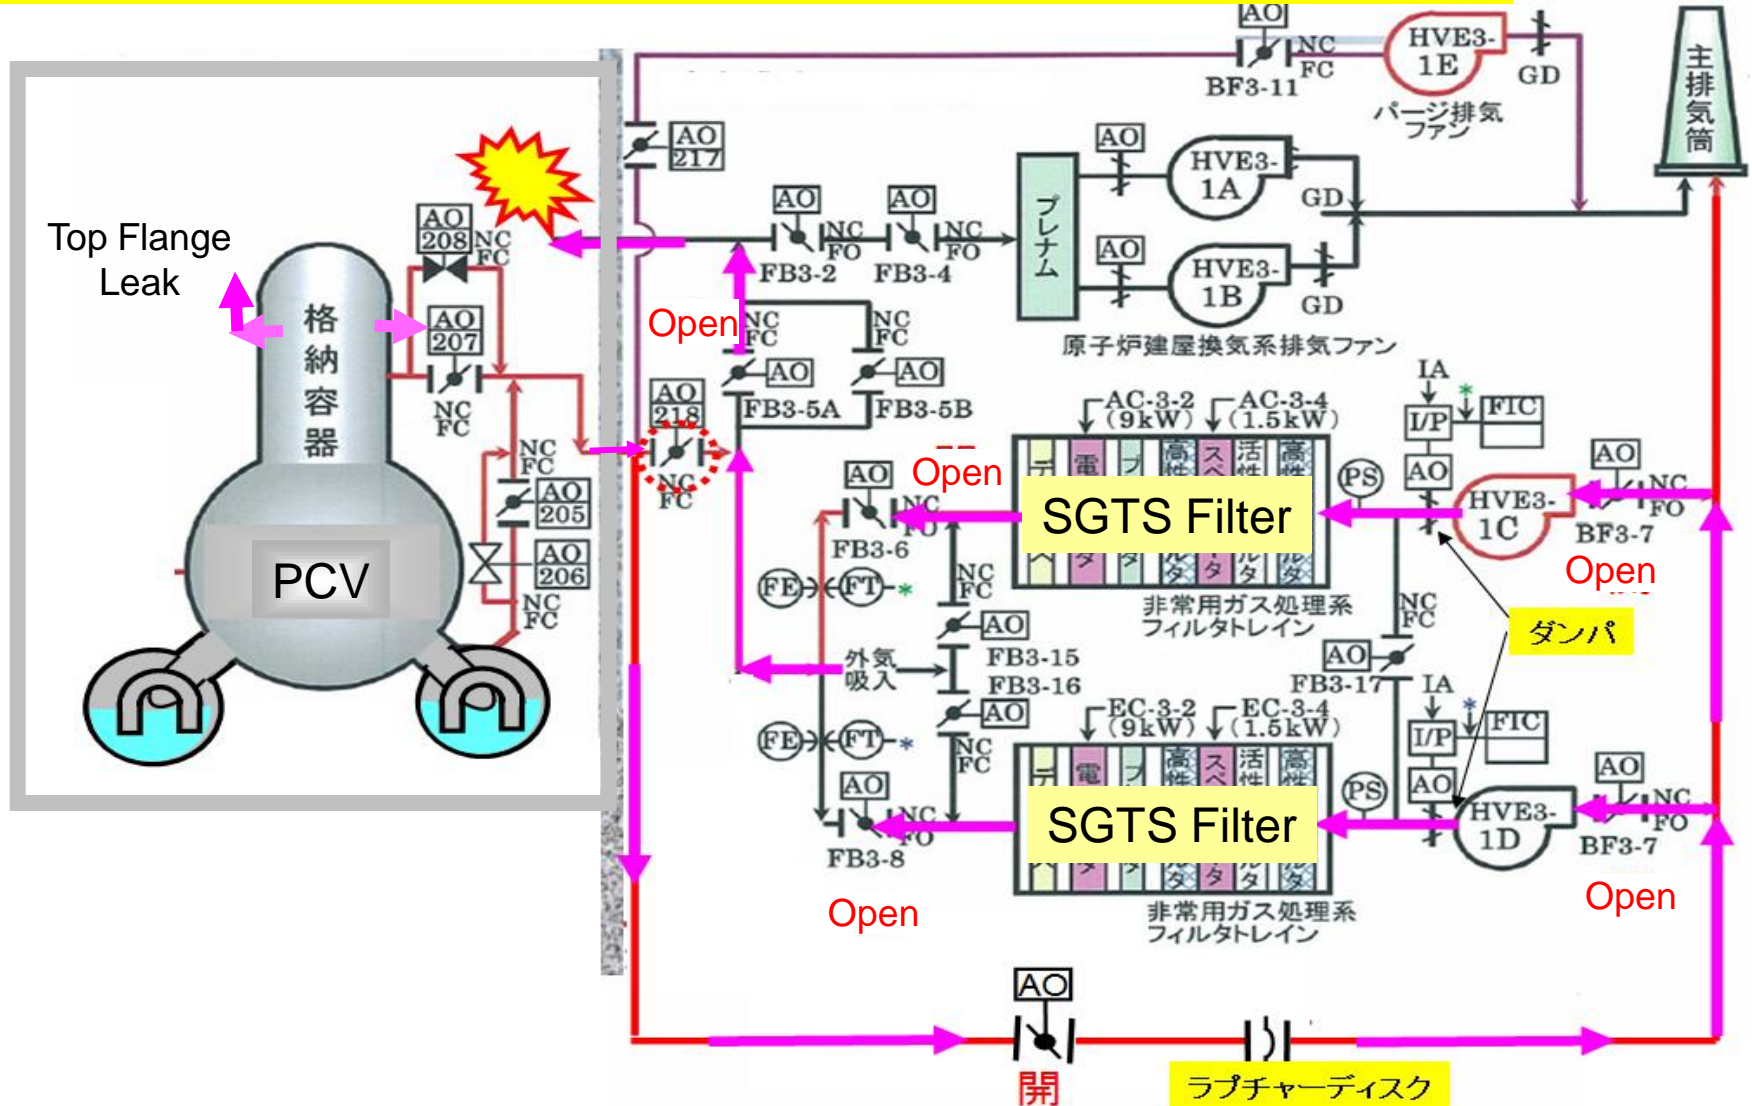 AO
NC
FC
BF3-11
HVE3-
1E
GD
パージ排気
ファン
主排気筒
AO
217
Top Flange
Leak
AO
208
NC
FC
AO
207
NC
FC
格納容器
PCV
NC
FC
AO
205
AO
206
NC
FC
AO
NC
FO
FB3-2
AO
NC
FO
FB3-4
プレナム
AO
HVE3-
1A
GD
AO
HVE3-
1B
GD
原子炉建屋換気系排気ファン
Open
NC
FC
AO
FB3-5A
NC
FC
AO
FB3-5B
AO
218
NC
FC
AC-3-2
(9kW)
AC-3-4
(1.5kW)
Open
AO
NC
FO
FB3-6
SGTS Filter
非常用ガス処理系
フィルタトレイン
PS
IA
*
I/P
FIC
AO
HVE3-
1C
AO
NC
FO
BF3-7
Open
FE
FT
*
NC
FC
AO
FB3-15
外気
吸入
FB3-16
AO
NC
FC
NC
FC
AO
FB3-17
ダンパ
FE
FT
*
AO
NC
FO
FB3-8
Open
EC-3-2
(9kW)
EC-3-4
(1.5kW)
SGTS Filter
非常用ガス処理系
フィルタトレイン
PS
IA
*
I/P
FIC
AO
HVE3-
1D
AO
NC
FO
BF3-7
Open
AO
開
ラプチャーディスク